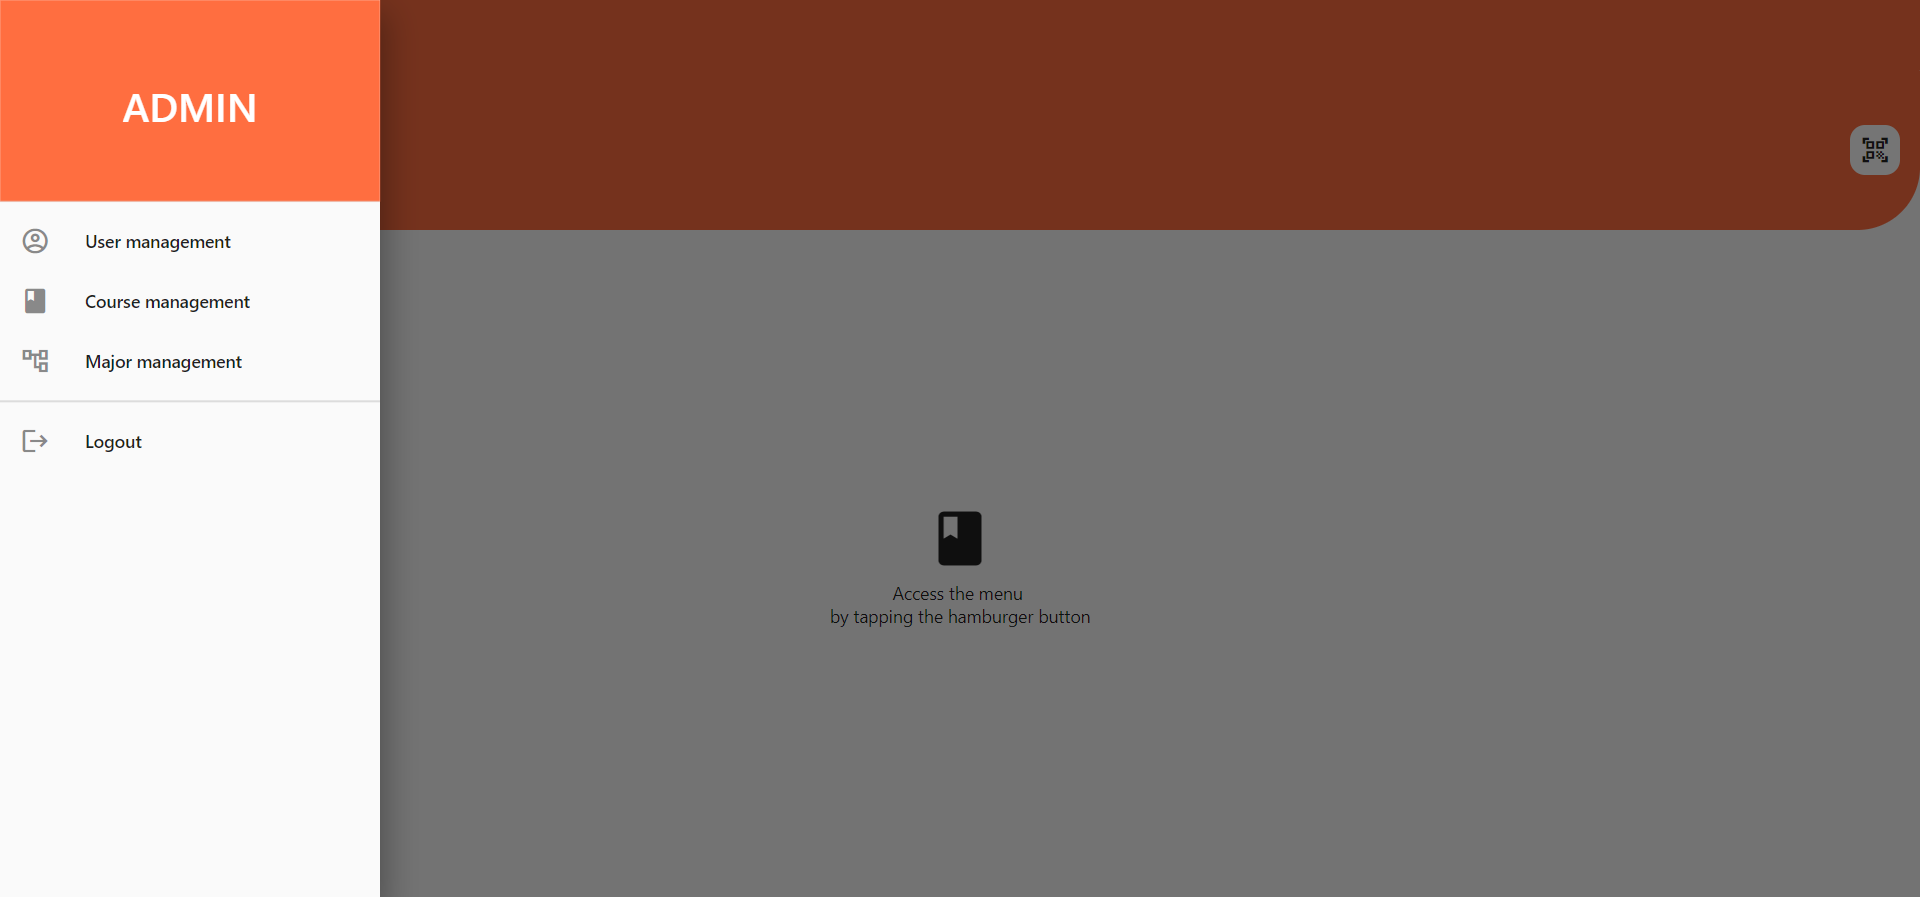 ADMIN
User management
Course management
Major management
Logout
Access the menu
by tapping the hamburger button